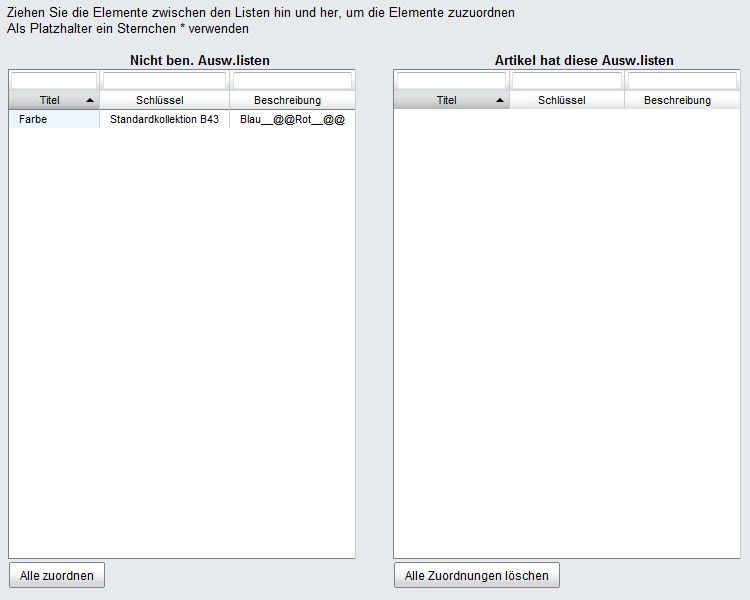 Ziehen Sie die Elemente zwischen den Listen hin und her, um die Elemente zuzuordnen
Als Platzhalter ein Sternchen * verwenden
Nicht ben. Ausw.listen
Titel Schlüssel Beschreibung
Farbe Standardkollektion B43 Blau__@@Rot__@@
Alle zuordnen
Artikel hat diese Ausw.listen
Titel Schlüssel Beschreibung
Alle Zuordnungen löschen